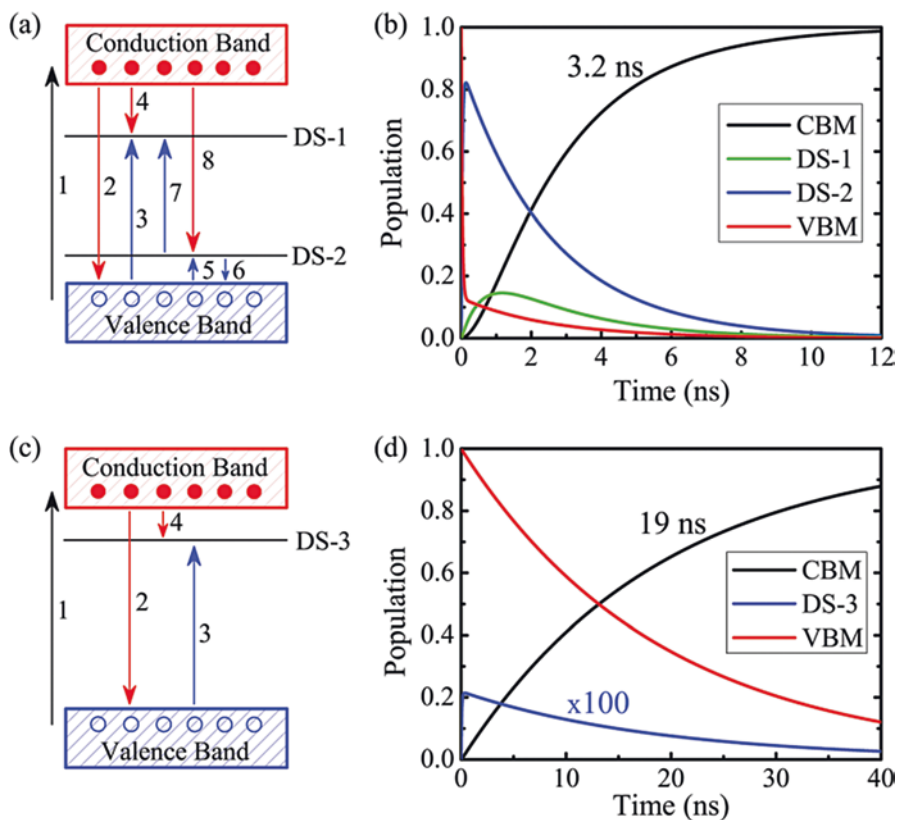 (a)
Conduction Band
4
DS-1
1
2
3
7
8
DS-2
5
6
Valence Band
(b)
1.0
0.8
0.6
0.4
0.2
0.0
Population
3.2 ns
CBM
DS-1
DS-2
VBM
0 2 4 6 8 10 12
Time (ns)
(c)
Conduction Band
4
DS-3
1
2
3
Valence Band
(d)
1.0
0.8
0.6
0.4
0.2
0.0
Population
19 ns
CBM
DS-3
VBM
x100
0 10 20 30 40
Time (ns)